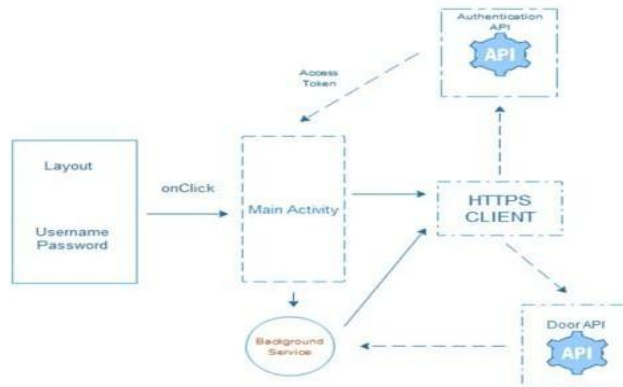 Authentication
API
API
Access
Token
Layout
onClick
Username
Password
Main Activity
HTTPS
CLIENT
Background
Service
Door API
API